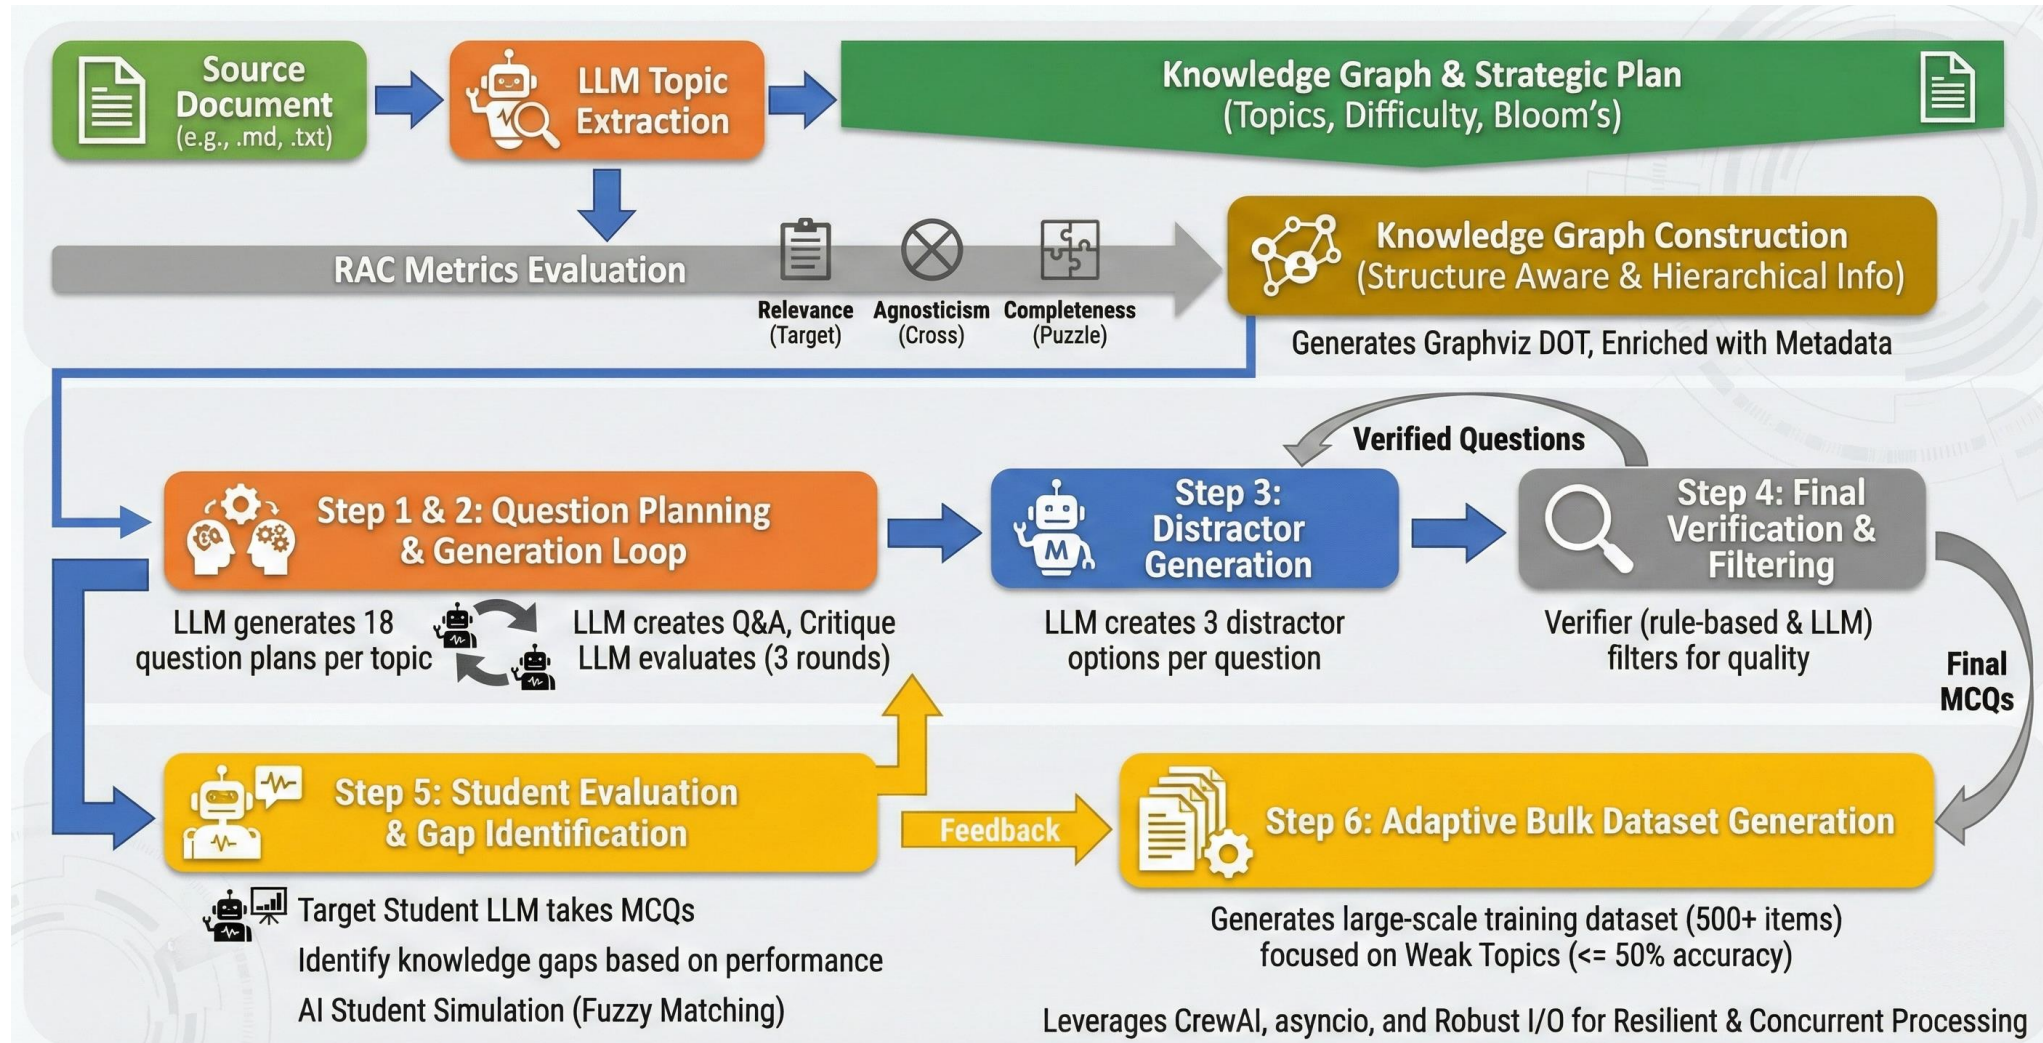 Source
Document
(e.g., .md, .txt)
LLM Topic
Extraction
Knowledge Graph & Strategic Plan
(Topics, Difficulty, Bloom's)
RAC Metrics Evaluation
Relevance
(Target)
Agnosticism
(Cross)
Completeness
(Puzzle)
Knowledge Graph Construction
(Structure Aware & Hierarchical Info)
Generates Graphviz DOT, Enriched with Metadata
Verified Questions
Step 1 & 2: Question Planning
& Generation Loop
LLM generates 18
question plans per topic
LLM creates Q&A, Critique
LLM evaluates (3 rounds)
M
Step 3:
Distractor
Generation
LLM creates 3 distractor
options per question
Step 4: Final
Verification &
Filtering
Verifier (rule-based & LLM)
filters for quality
Final
MCQs
Step 5: Student Evaluation
& Gap Identification
Target Student LLM takes MCQs
Identify knowledge gaps based on performance
AI Student Simulation (Fuzzy Matching)
Feedback
Step 6: Adaptive Bulk Dataset Generation
Generates large-scale training dataset (500+ items)
focused on Weak Topics (<= 50% accuracy)
Leverages CrewAI, asyncio, and Robust I/O for Resilient & Concurrent Processing